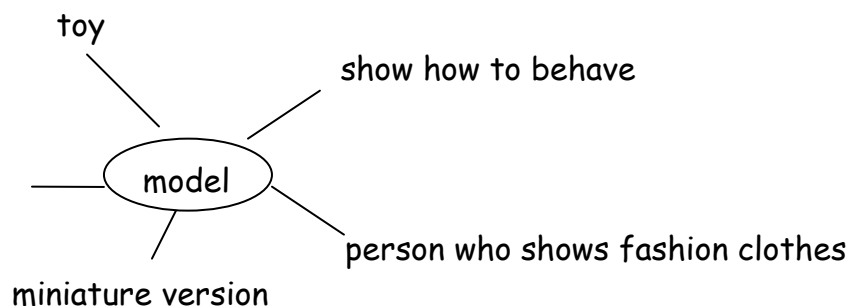 toy
show how to behave
model
person who shows fashion clothes
miniature version